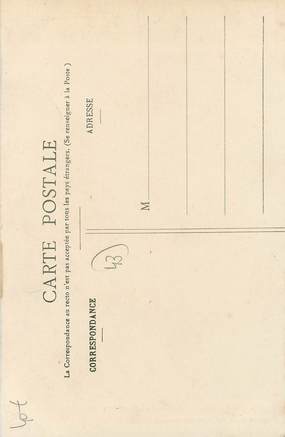 CARTE POSTALE
La Correspondance au recto n'est pas acceptée par tous les pays étrangers. (Se renseigner à la Poste)
CORRESPONDANCE
ADRESSE
M
43